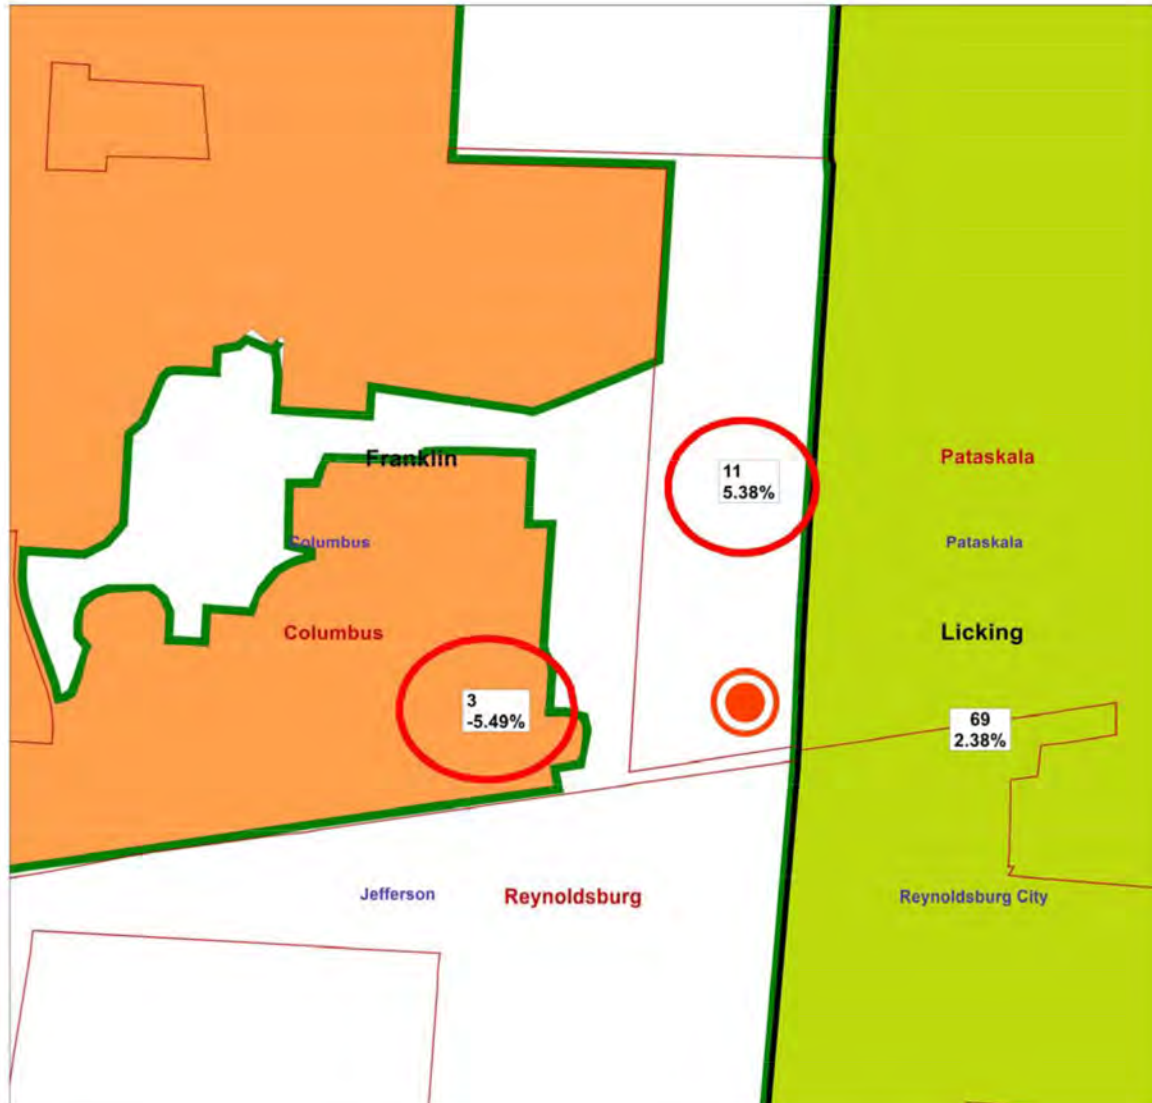 Franklin
11
5.38%
Pataskala
Columbus
Pataskala
Columbus
Licking
3
-5.49%
69
2.38%
Jefferson
Reynoldsburg
Reynoldsburg City